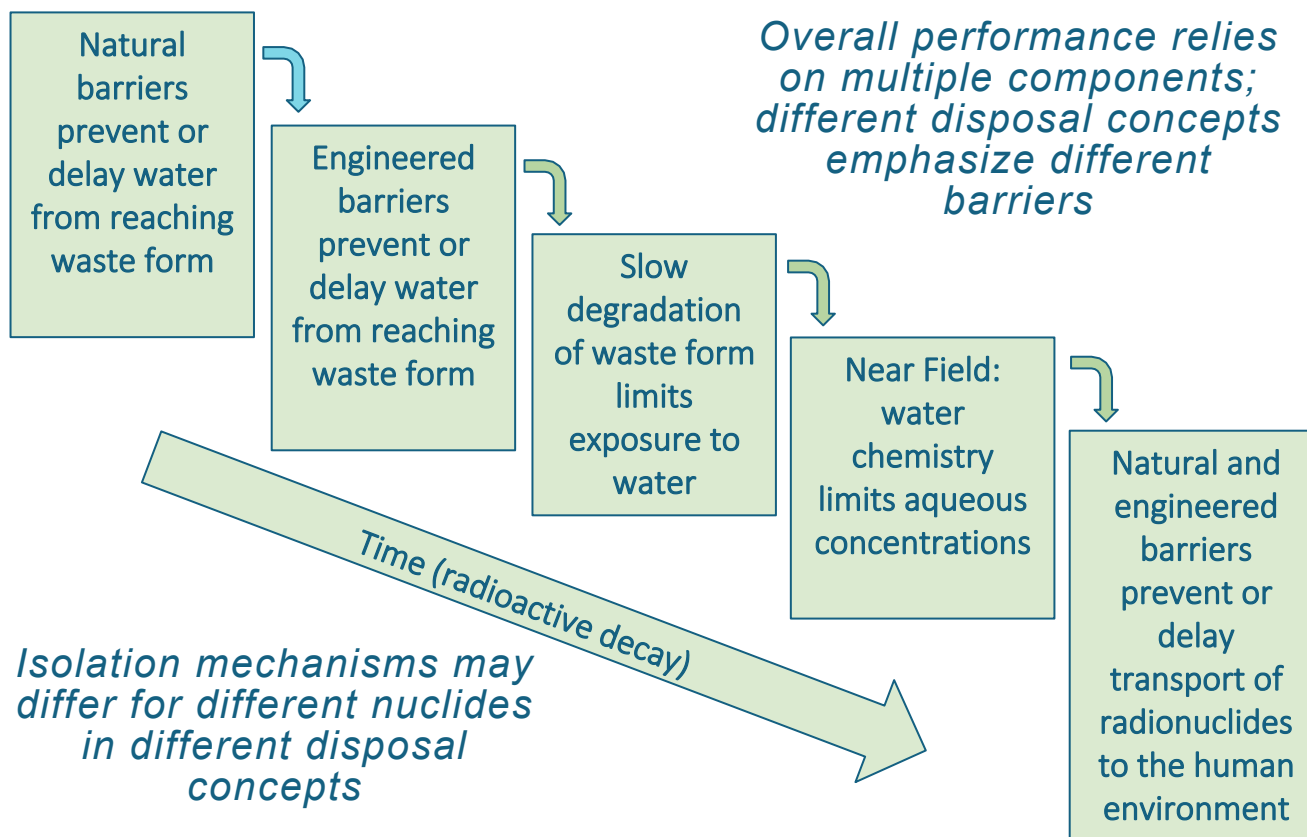 Natural
barriers
prevent or
delay water
from reaching
waste form
Overall performance relies
on multiple components;
different disposal concepts
emphasize different
barriers
Engineered
barriers
prevent or
delay water
from reaching
waste form
Slow
degradation
of waste form
limits
exposure to
water
Near Field:
water
chemistry
limits aqueous
concentrations
Natural and
engineered
barriers
prevent or
delay
transport of
radionuclides
to the human
environment
Time (radioactive decay)
Isolation mechanisms may
differ for different nuclides
in different disposal
concepts